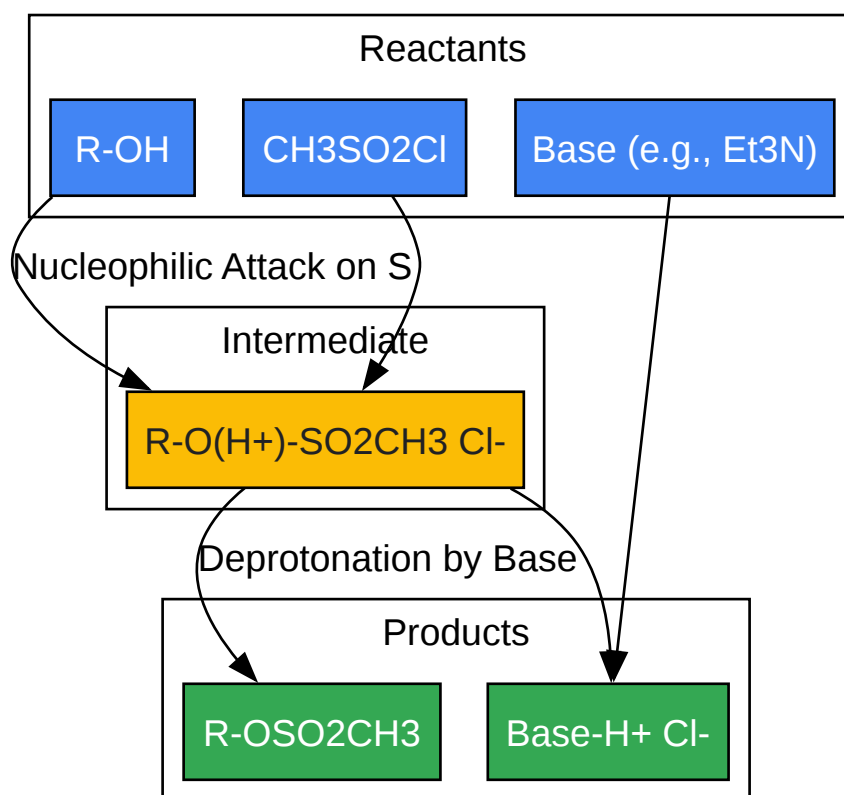 Reactants
R-OH
CH3SO2Cl
Base (e.g., Et3N)
Nucleophilic Attack on S
Intermediate
R-O(H+)-SO2CH3 Cl-
Deprotonation by Base
Products
R-OSO2CH3
Base-H+ Cl-